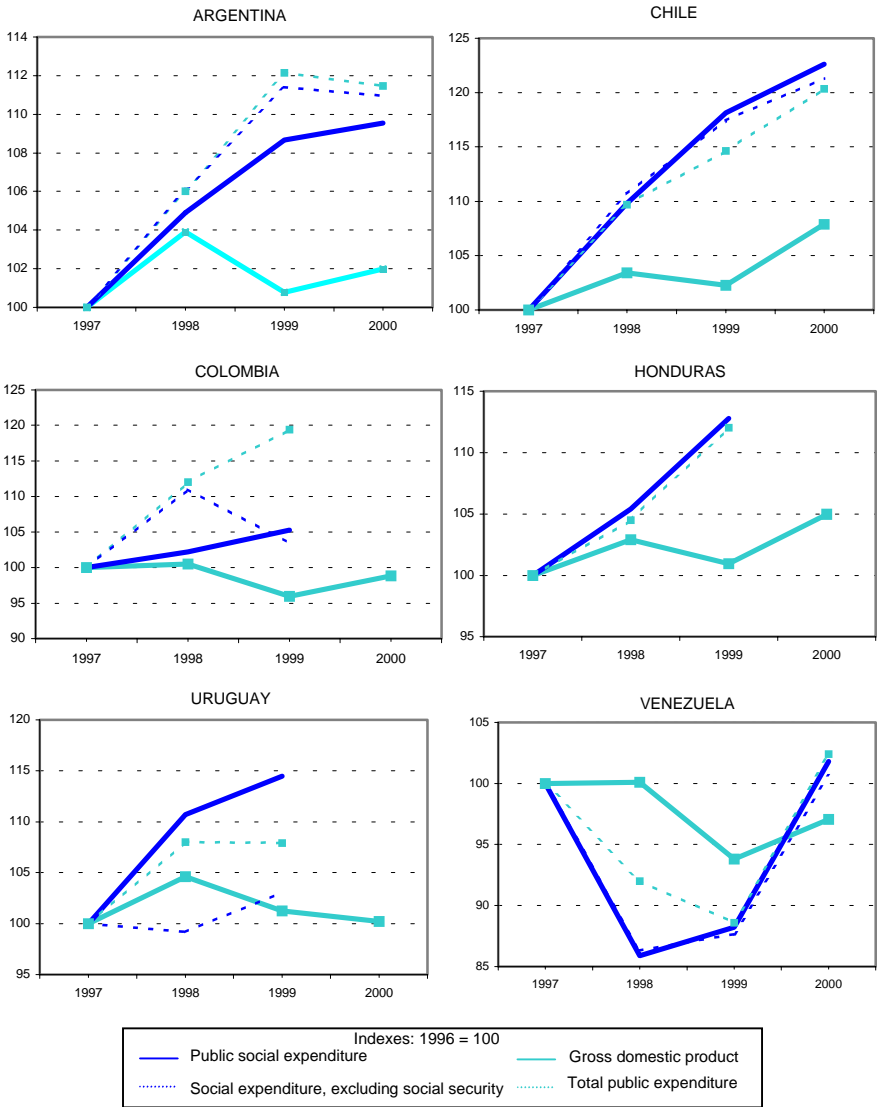 ARGENTINA
114
112
110
108
106
104
102
100
1997 1998 1999 2000
CHILE
125
120
115
110
105
100
1997 1998 1999 2000
COLOMBIA
125
120
115
110
105
100
95
90
1997 1998 1999 2000
HONDURAS
115
110
105
100
95
1997 1998 1999 2000
URUGUAY
120
115
110
105
100
95
1997 1998 1999 2000
VENEZUELA
105
100
95
90
85
1997 1998 1999 2000
Indexes: 1996 = 100
Public social expenditure
Gross domestic product
Social expenditure, excluding social security
Total public expenditure